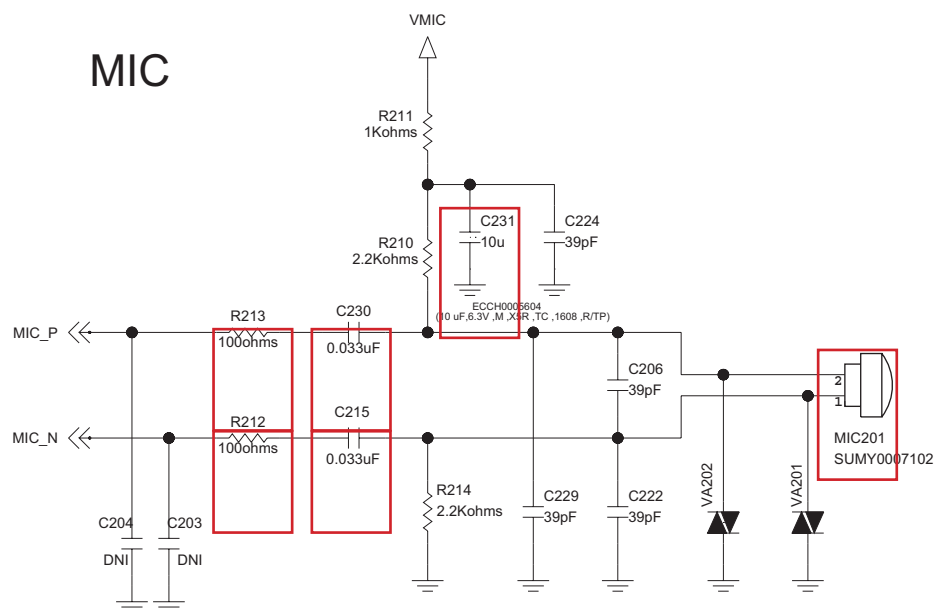 VMIC
MIC
R211
1Kohms
C231
10u
C224
39pF
R210
2.2Kohms
ECCH0005604
(10 uF,6.3V ,M ,X5R ,TC ,1608 ,R/TP)
MIC_P
R213
100ohms
C230
0.033uF
C206
39pF
2
1
MIC_N
R212
100ohms
C215
0.033uF
MIC201
SUMY0007102
R214
2.2Kohms
C229
39pF
C222
39pF
VA202
VA201
C204
DNI
C203
DNI